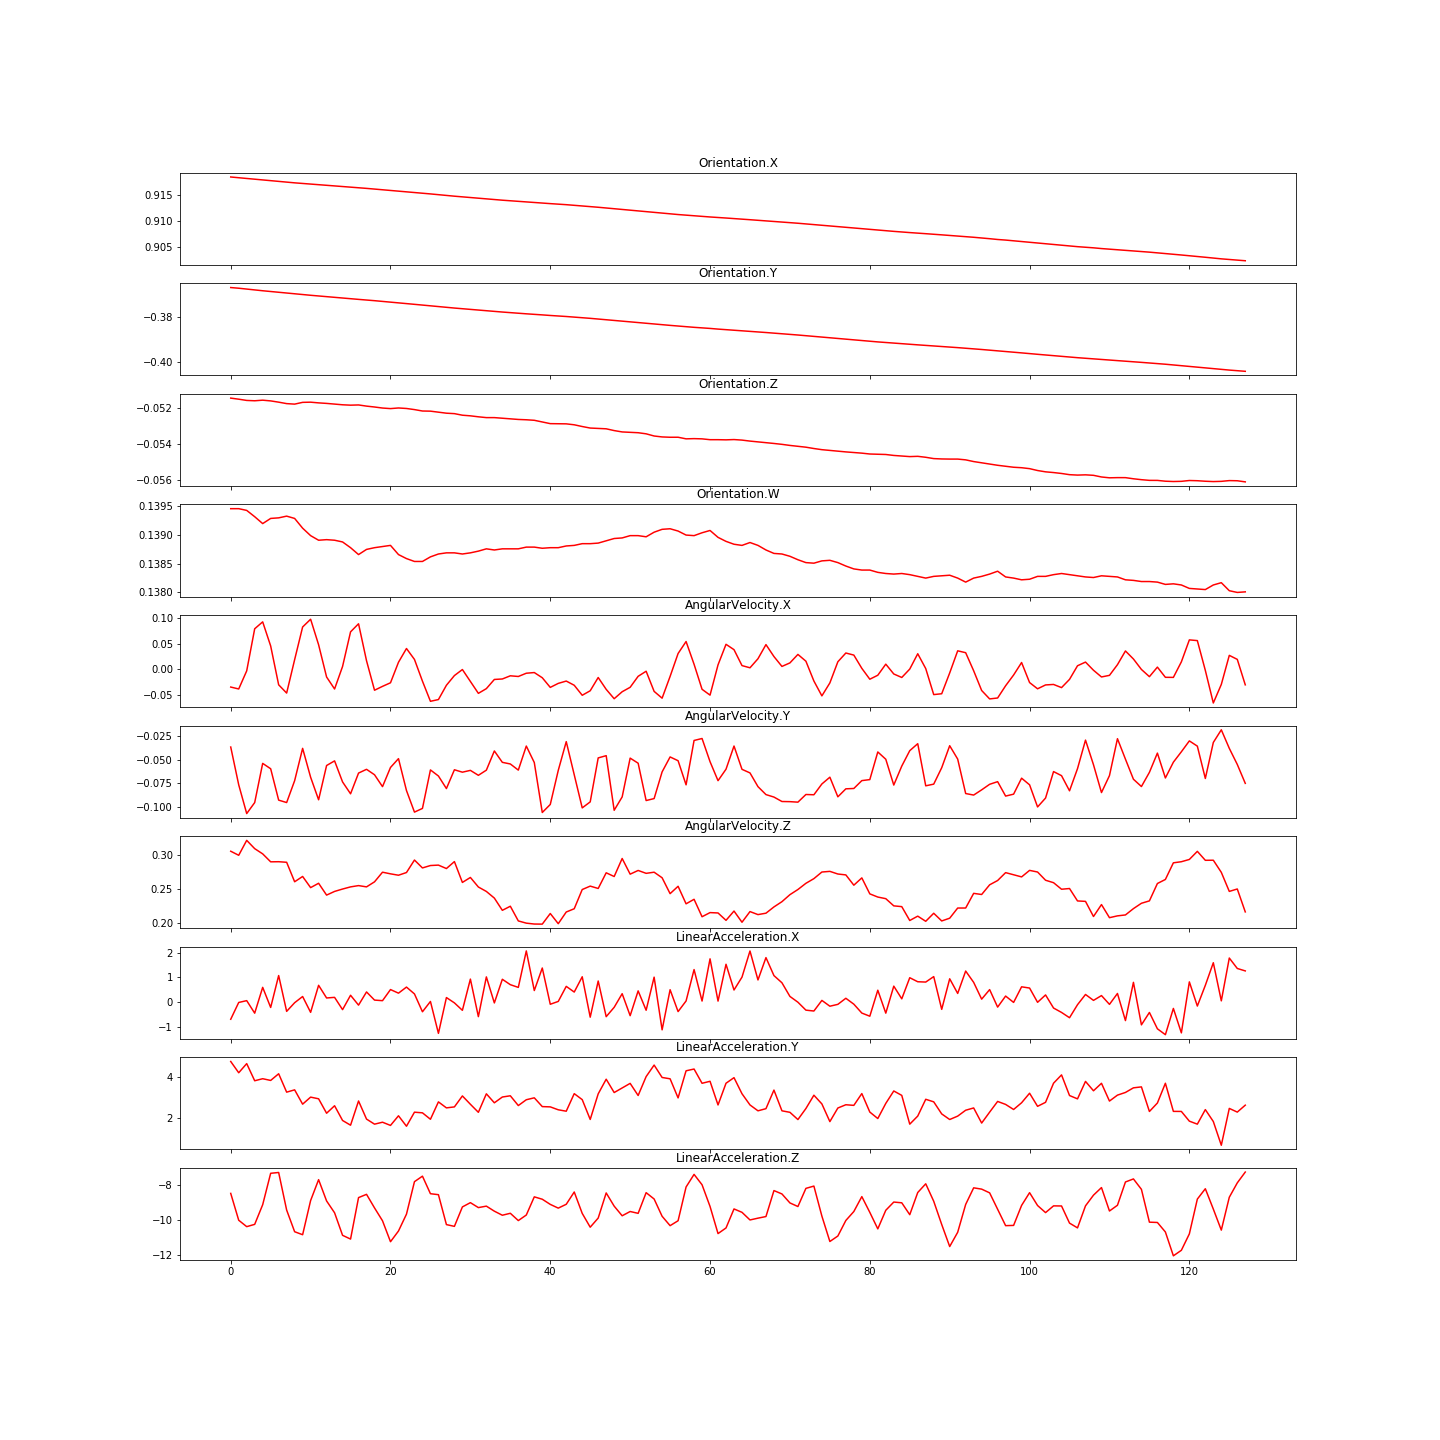 Orientation.X
0.915
0.910
0.905
Orientation.Y
−0.38
−0.40
Orientation.Z
−0.052
−0.054
−0.056
Orientation.W
0.1395
0.1390
0.1385
0.1380
AngularVelocity.X
0.10
0.05
0.00
−0.05
AngularVelocity.Y
−0.025
−0.050
−0.075
−0.100
AngularVelocity.Z
0.30
0.25
0.20
LinearAcceleration.X
2
1
0
−1
LinearAcceleration.Y
4
2
LinearAcceleration.Z
−8
−10
−12
0 20 40 60 80 100 120